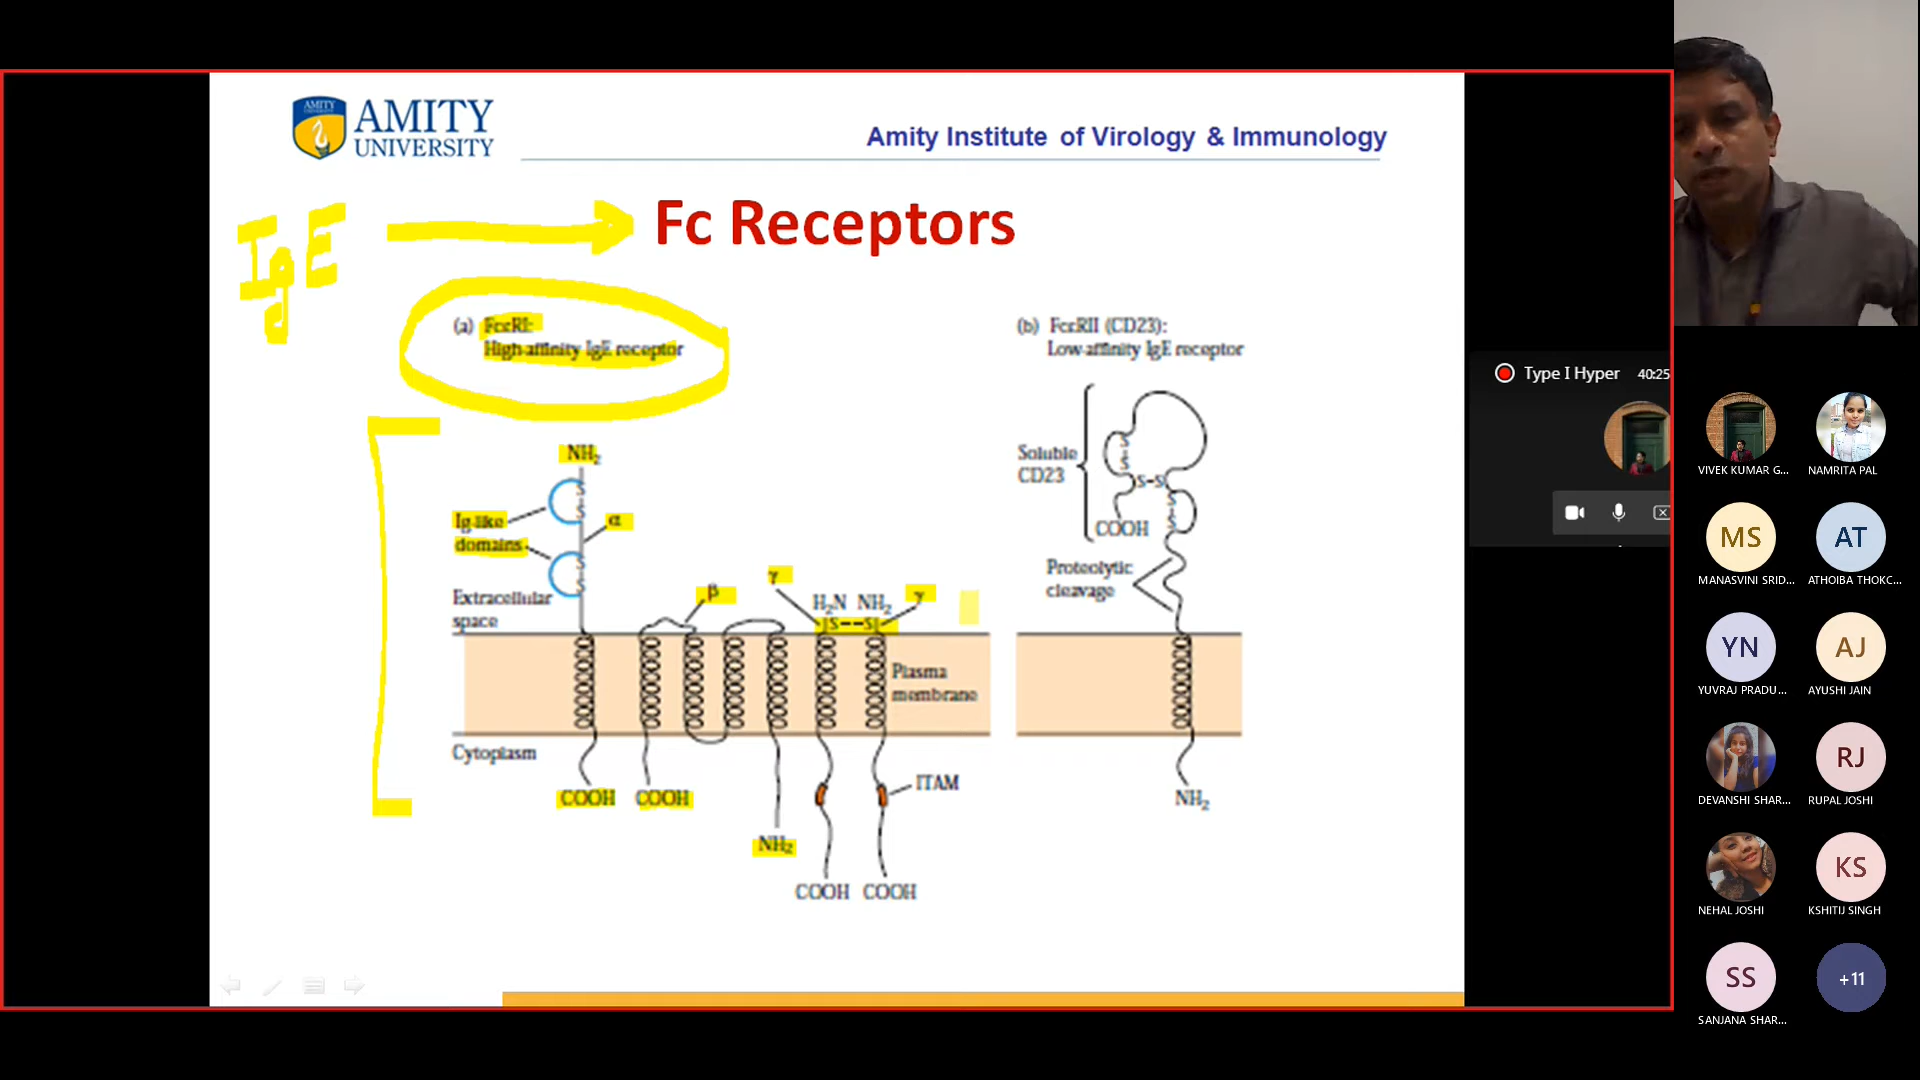 AMITY
AMITY
UNIVERSITY
Amity Institute of Virology & Immunology
IgE
Fc Receptors
(a) FcεRI:
High-affinity IgE receptor
(b) FcεRII (CD23):
Low-affinity IgE receptor
NH2
S
S
Ig-like
domains
α
S
S
Extracellular
space
β
γ
γ
H2N NH2
S--S
Plasma
membrane
Cytoplasm
COOH COOH
ITAM
NH2
COOH COOH
Soluble
CD23
S
S
S-S
S
S
COOH
Proteolytic
cleavage
NH2
Type I Hyper 40:25
VIVEK KUMAR G...
NAMRITA PAL
MS
MANASVINI SRID...
AT
ATHOIBA THOKC...
YN
YUVRAJ PRADU...
AJ
AYUSHI JAIN
DEVANSHI SHAR...
RJ
RUPAL JOSHI
NEHAL JOSHI
KS
KSHITIJ SINGH
SS
SANJANA SHAR...
+11